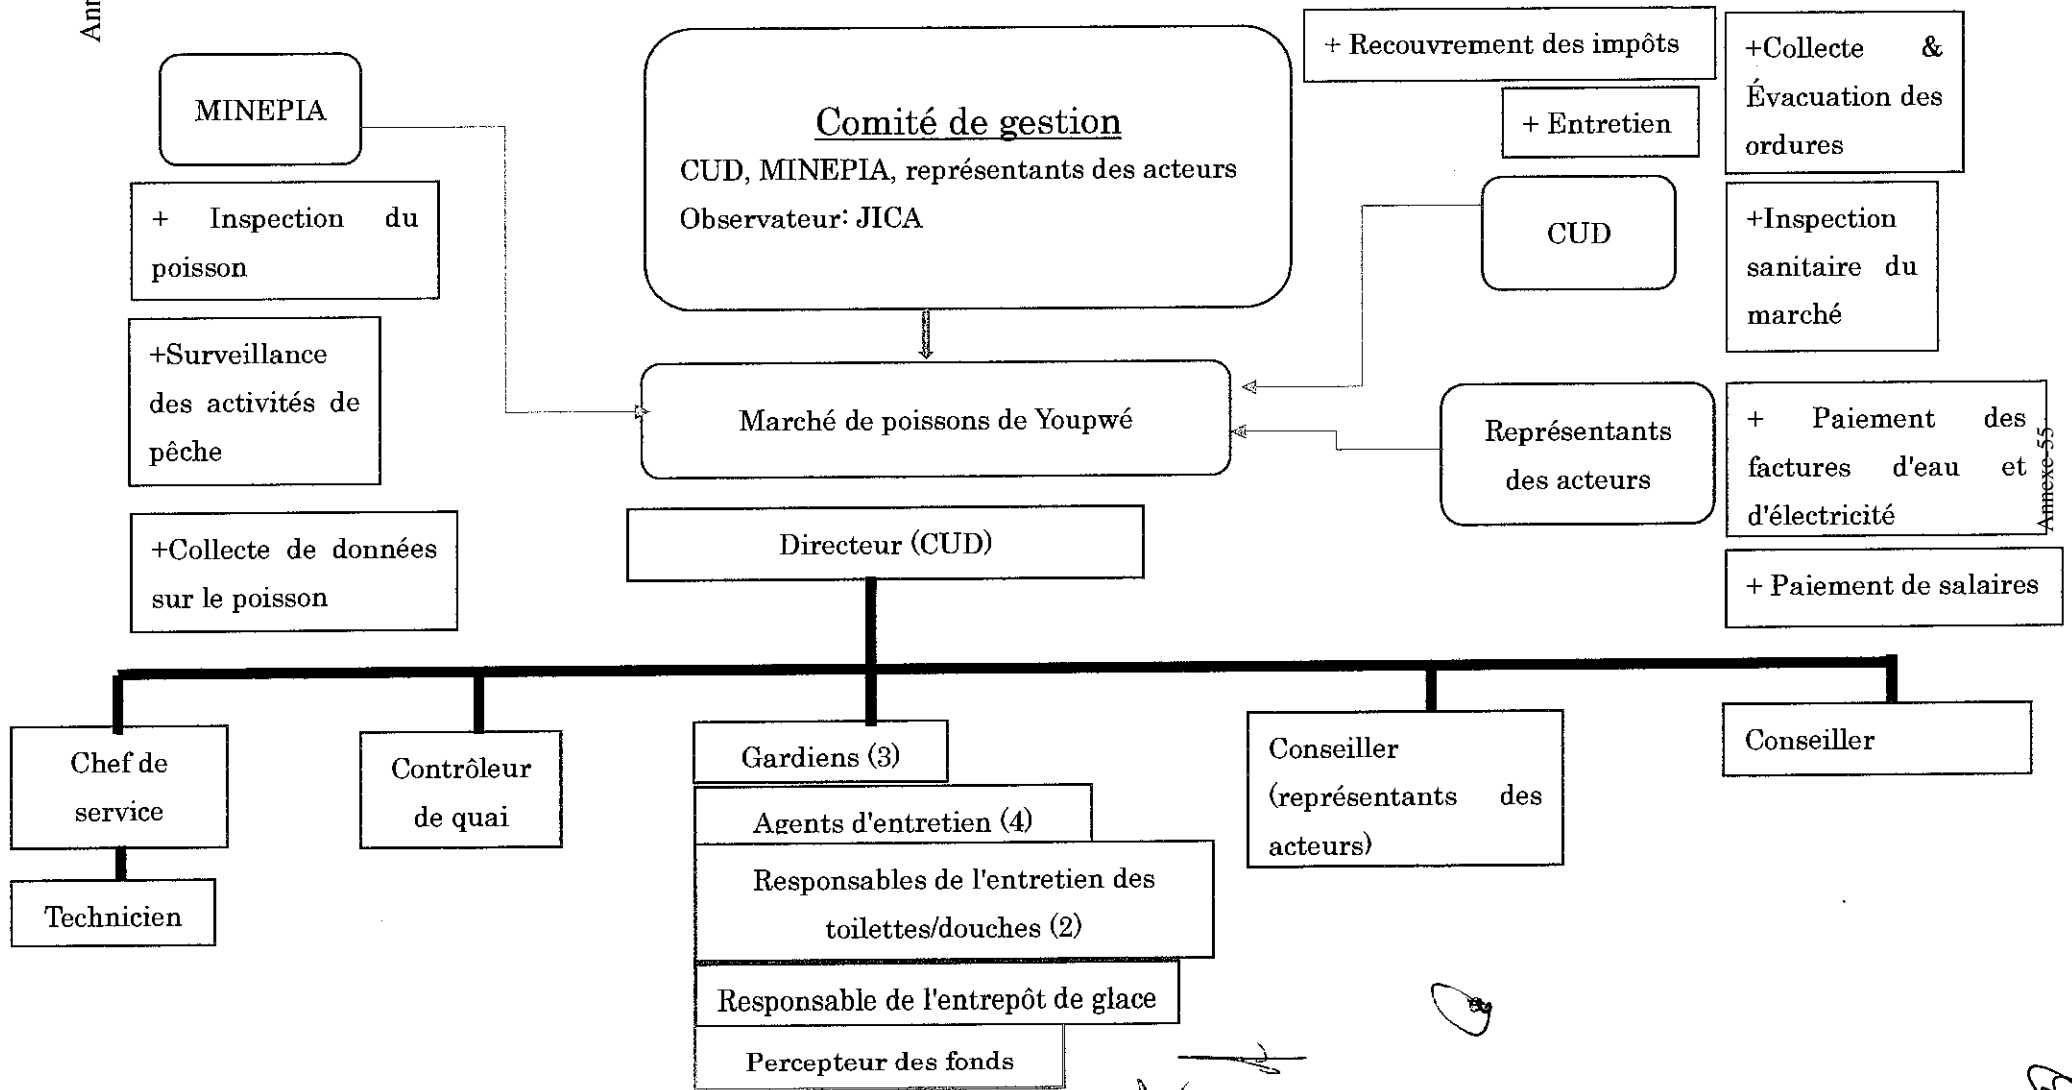 Ann
MINEPIA
+ Inspection du
poisson
+Surveillance
des activités de
pêche
+Collecte de données
sur le poisson
Comité de gestion
CUD, MINEPIA, représentants des acteurs
Observateur: JICA
+ Recouvrement des impôts
+ Entretien
+Collecte &
Évacuation des
ordures
CUD
+Inspection
sanitaire du
marché
Marché de poissons de Youpwé
Représentants
des acteurs
+ Paiement des
factures d'eau et
d'électricité
Annexe-55
+ Paiement de salaires
Directeur (CUD)
Chef de
service
Technicien
Contrôleur
de quai
Gardiens (3)
Agents d'entretien (4)
Responsables de l'entretien des
toilettes/douches (2)
Responsable de l'entrepôt de glace
Percepteur des fonds
Conseiller
(représentants des
acteurs)
Conseiller